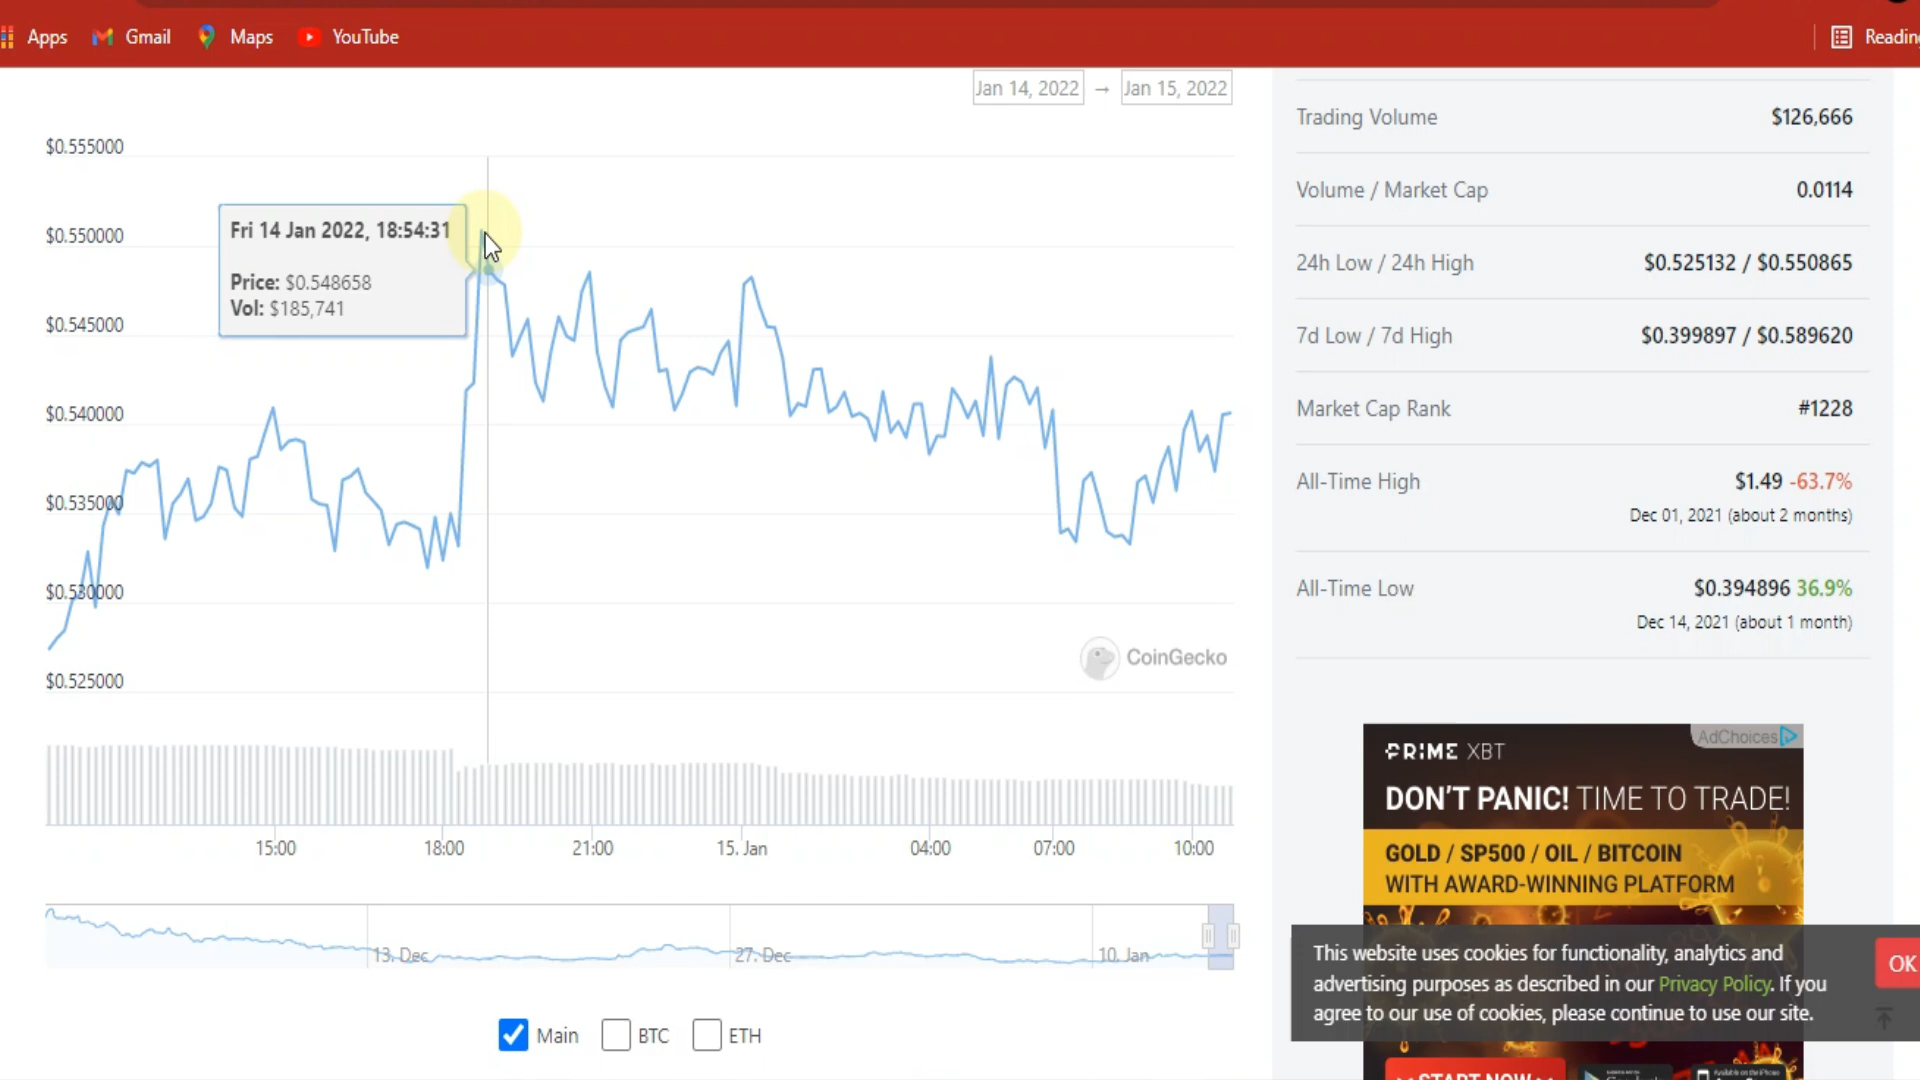 Apps
Gmail
Maps
YouTube
Jan 14, 2022 → Jan 15, 2022
$0.555000
$0.550000
$0.545000
$0.540000
$0.535000
$0.530000
$0.525000
Fri 14 Jan 2022, 18:54:31
Price: $0.548658
Vol: $185,741
CoinGecko
15:00
18:00
21:00
15. Jan
04:00
07:00
10:00
13. Dec
27. Dec
10. Jan
Main
BTC
ETH
Trading Volume $126,666
Volume / Market Cap 0.0114
24h Low / 24h High $0.525132 / $0.550865
7d Low / 7d High $0.399897 / $0.589620
Market Cap Rank #1228
All-Time High $1.49 -63.7%
Dec 01, 2021 (about 2 months)
All-Time Low $0.394896 36.9%
Dec 14, 2021 (about 1 month)
AdChoices
PRIME XBT
DON'T PANIC! TIME TO TRADE!
GOLD / SP500 / OIL / BITCOIN
WITH AWARD-WINNING PLATFORM
This website uses cookies for functionality, analytics and
advertising purposes as described in our Privacy Policy. If you
agree to our use of cookies, please continue to use our site.
OK
START NOW